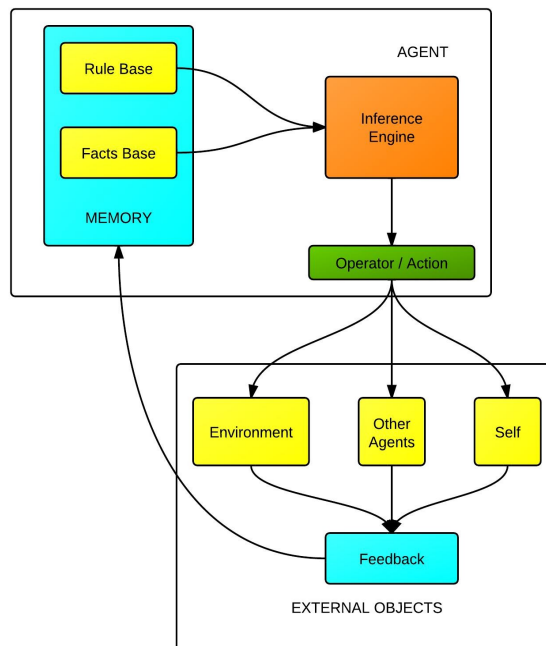 AGENT
Rule Base
Facts Base
MEMORY
Inference
Engine
Operator / Action
Environment
Other
Agents
Self
Feedback
EXTERNAL OBJECTS